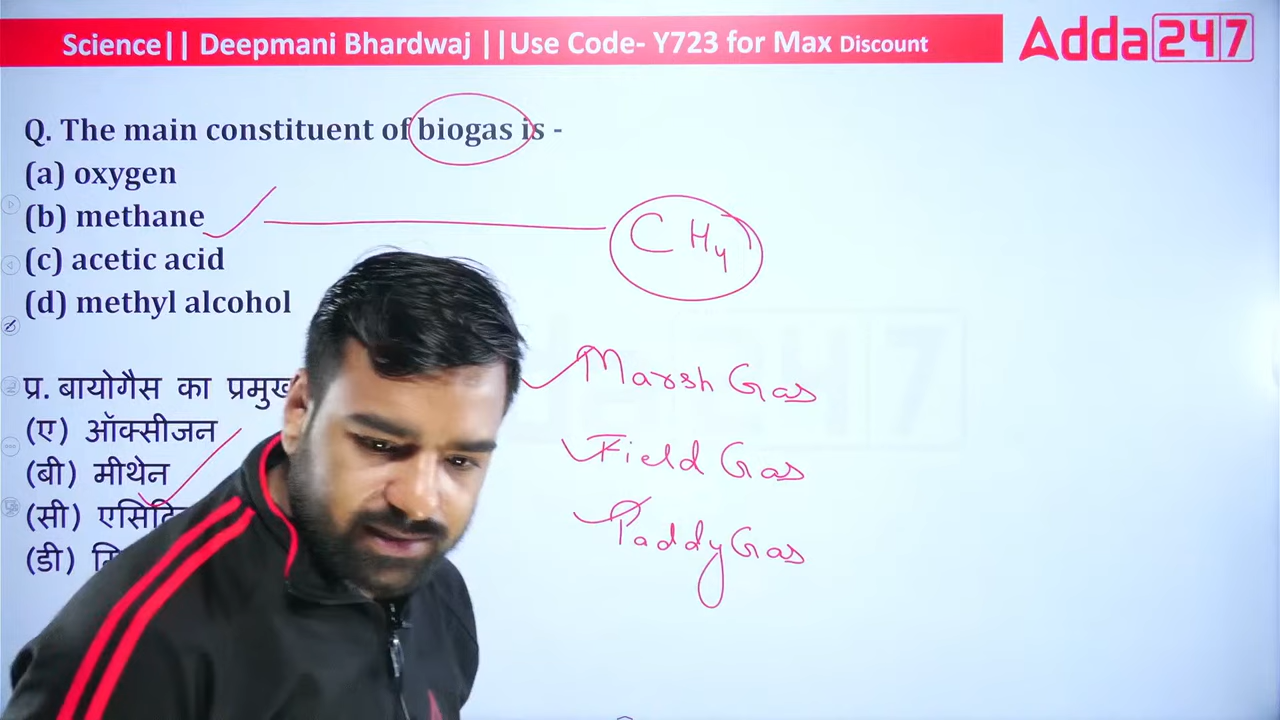 Science|| Deepmani Bhardwaj ||Use Code- Y723 for Max Discount
Adda247
Q. The main constituent of biogas is -
(a) oxygen
(b) methane
CH4
(c) acetic acid
(d) methyl alcohol
Marsh Gas
प्र. बायोगैस का प्रमुख
(ए) ऑक्सीजन
Field Gas
(बी) मीथेन
(सी)
Paddy Gas
(डी)